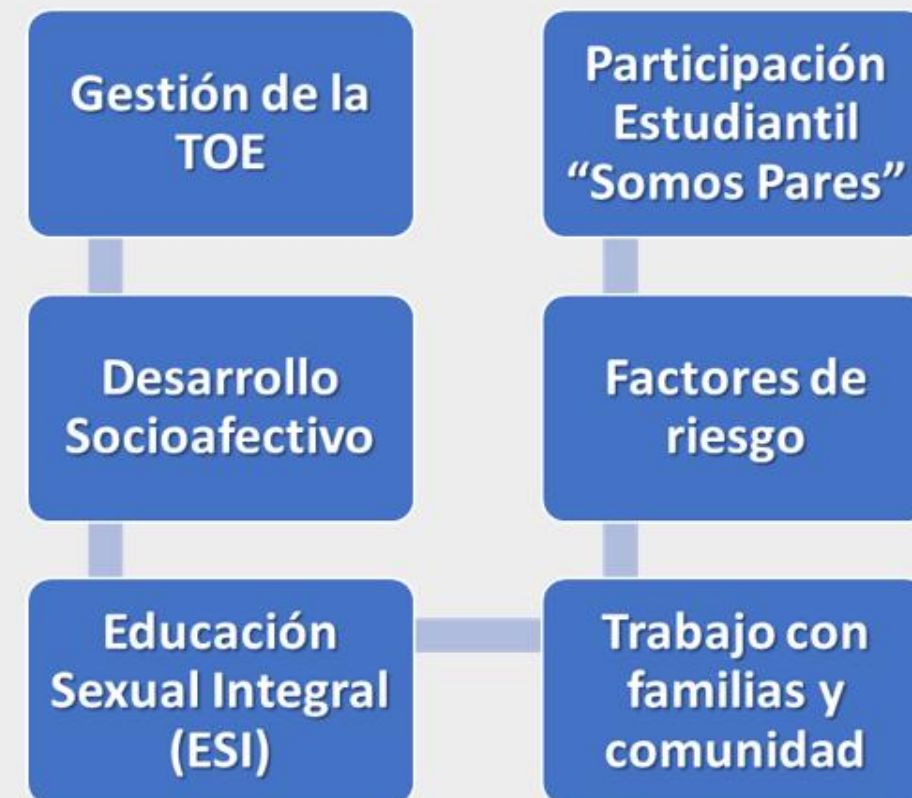 Gestión de la
TOE
Desarrollo
Socioafectivo
Educación
Sexual Integral
(ESI)
Trabajo con
familias y
comunidad
Factores de
riesgo
Participación
Estudiantil
“Somos Pares”